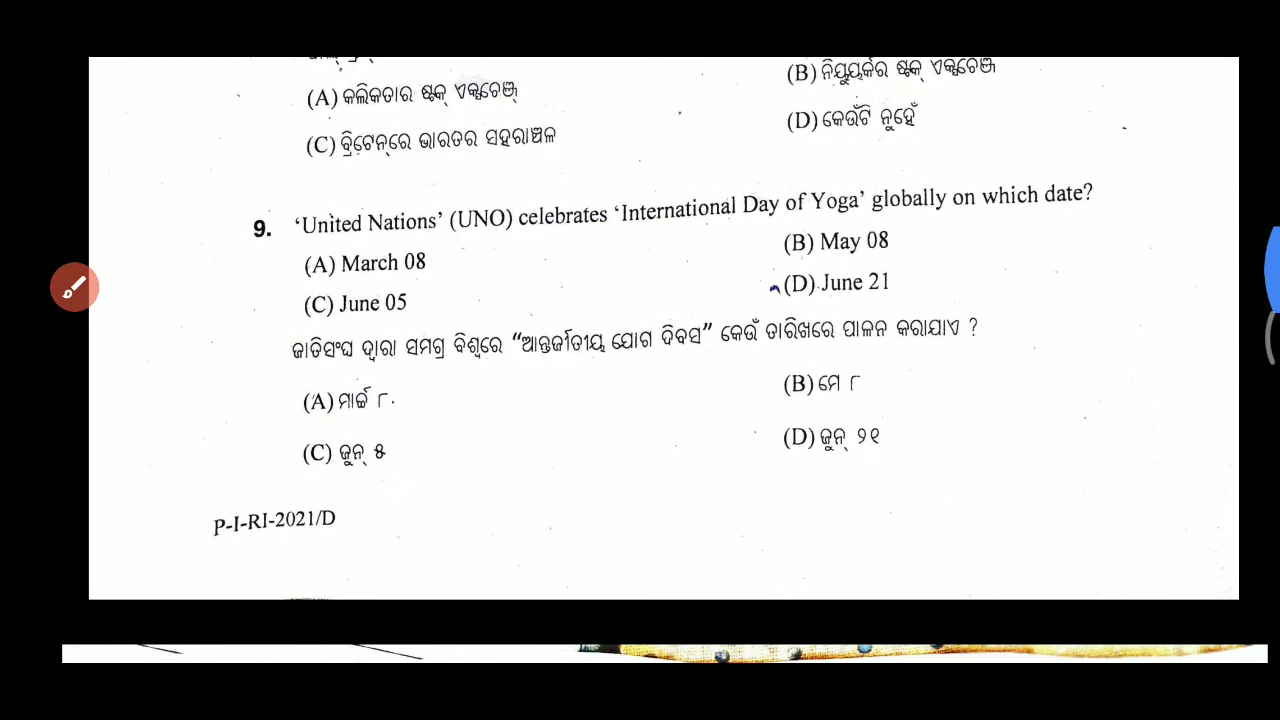 (A) କଲିକତାର ଷ୍ଟକ୍ ଏକ୍ସଚେଞ୍ଜ୍ (B) ନିୟୁୟର୍କର ଷ୍ଟକ୍ ଏକ୍ସଚେଞ୍ଜ
(C) ବ୍ରିଟେନ୍‌ରେ ଭାରତର ସହରାଞ୍ଚଳ (D) କେଉଁଟି ନୁହେଁ
9. ‘United Nations’ (UNO) celebrates ‘International Day of Yoga’ globally on which date?
(A) March 08 (B) May 08
(C) June 05 (D) June 21
ଜାତିସଂଘ ଦ୍ୱାରା ସମଗ୍ର ବିଶ୍ୱରେ “ଆନ୍ତର୍ଜାତୀୟ ଯୋଗ ଦିବସ” କେଉଁ ତାରିଖରେ ପାଳନ କରାଯାଏ ?
(A) ମାର୍ଚ୍ଚ ୮ (B) ମେ ୮
(C) ଜୁନ୍ ୫ (D) ଜୁନ୍ ୨୧
P-I-RI-2021/D